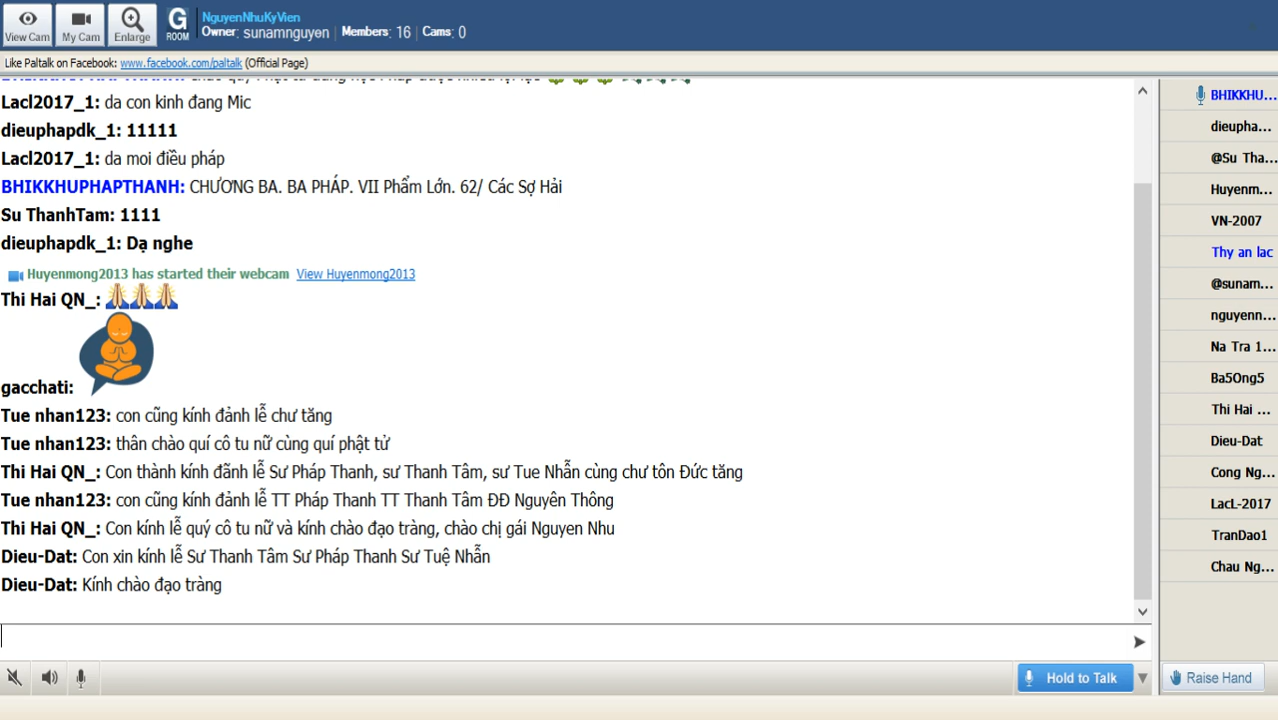 View Cam
My Cam
Enlarge
G
ROOM
NguyenNhuKyVien
Owner: sunamnguyen | Members: 16 | Cams: 0
Like Paltalk on Facebook: www.facebook.com/paltalk (Official Page)
Lacl2017_1: da con kinh đang Mic
dieuphapdk_1: 11111
Lacl2017_1: da moi điều pháp
BHIKKHUPHAPTHANH: CHƯƠNG BA. BA PHÁP. VII Phẩm Lớn. 62/ Các Sợ Hải
Su ThanhTam: 1111
dieuphapdk_1: Dạ nghe
Huyenmong2013 has started their webcam View Huyenmong2013
Thi Hai QN_:
gacchati:
Tue nhan123: con cũng kính đảnh lễ chư tăng
Tue nhan123: thân chào quí cô tu nữ cùng quí phật tử
Thi Hai QN_: Con thành kính đãnh lễ Sư Pháp Thanh, sư Thanh Tâm, sư Tue Nhẫn cùng chư tôn Đức tăng
Tue nhan123: con cũng kính đảnh lễ TT Pháp Thanh TT Thanh Tâm ĐĐ Nguyên Thông
Thi Hai QN_: Con kính lễ quý cô tu nữ và kính chào đạo tràng, chào chị gái Nguyen Nhu
Dieu-Dat: Con xin kính lễ Sư Thanh Tâm Sư Pháp Thanh Sư Tuệ Nhẫn
Dieu-Dat: Kính chào đạo tràng
BHIKKHU...
dieupha...
@Su Tha...
Huyenm...
VN-2007
Thy an lac
@sunam...
nguyenn...
Na Tra 1...
Ba5Ong5
Thi Hai ...
Dieu-Dat
Cong Ng...
LacL-2017
TranDao1
Chau Ng...
Hold to Talk
Raise Hand